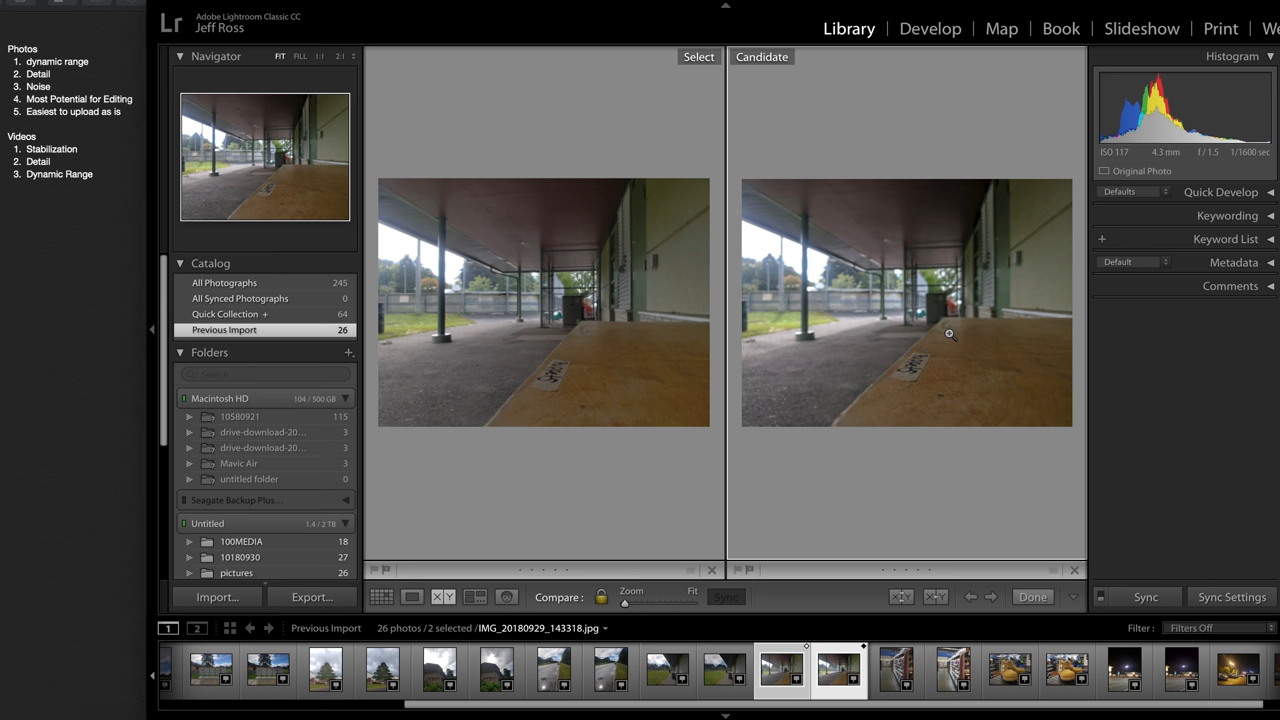 Photos
1. dynamic range
2. Detail
3. Noise
4. Most Potential for Editing
5. Easiest to upload as is
Videos
1. Stabilization
2. Detail
3. Dynamic Range
Lr
Adobe Lightroom Classic CC
Jeff Ross
Library | Develop | Map | Book | Slideshow | Print | We
Navigator FIT FILL 1:1 2:1
Select
Candidate
Histogram
ISO 117 4.3 mm f / 1.5 1/1600 sec
Original Photo
Defaults Quick Develop
Keywording
+ Keyword List
Default Metadata
Comments
Catalog
All Photographs 245
All Synced Photographs 0
Quick Collection + 64
Previous Import 26
Folders +
Search
Macintosh HD 104 / 500 GB
10580921 115
drive-download-20... 3
drive-download-20... 3
Mavic Air 3
untitled folder 0
Seagate Backup Plus...
Untitled 1.4 / 2 TB
100MEDIA 18
10180930 27
pictures 26
Import... Export...
X Y Compare : Zoom Fit Sync
X Y Done
Sync Sync Settings
1 2 Previous Import 26 photos / 2 selected / IMG_20180929_143318.jpg
Filter : Filters Off